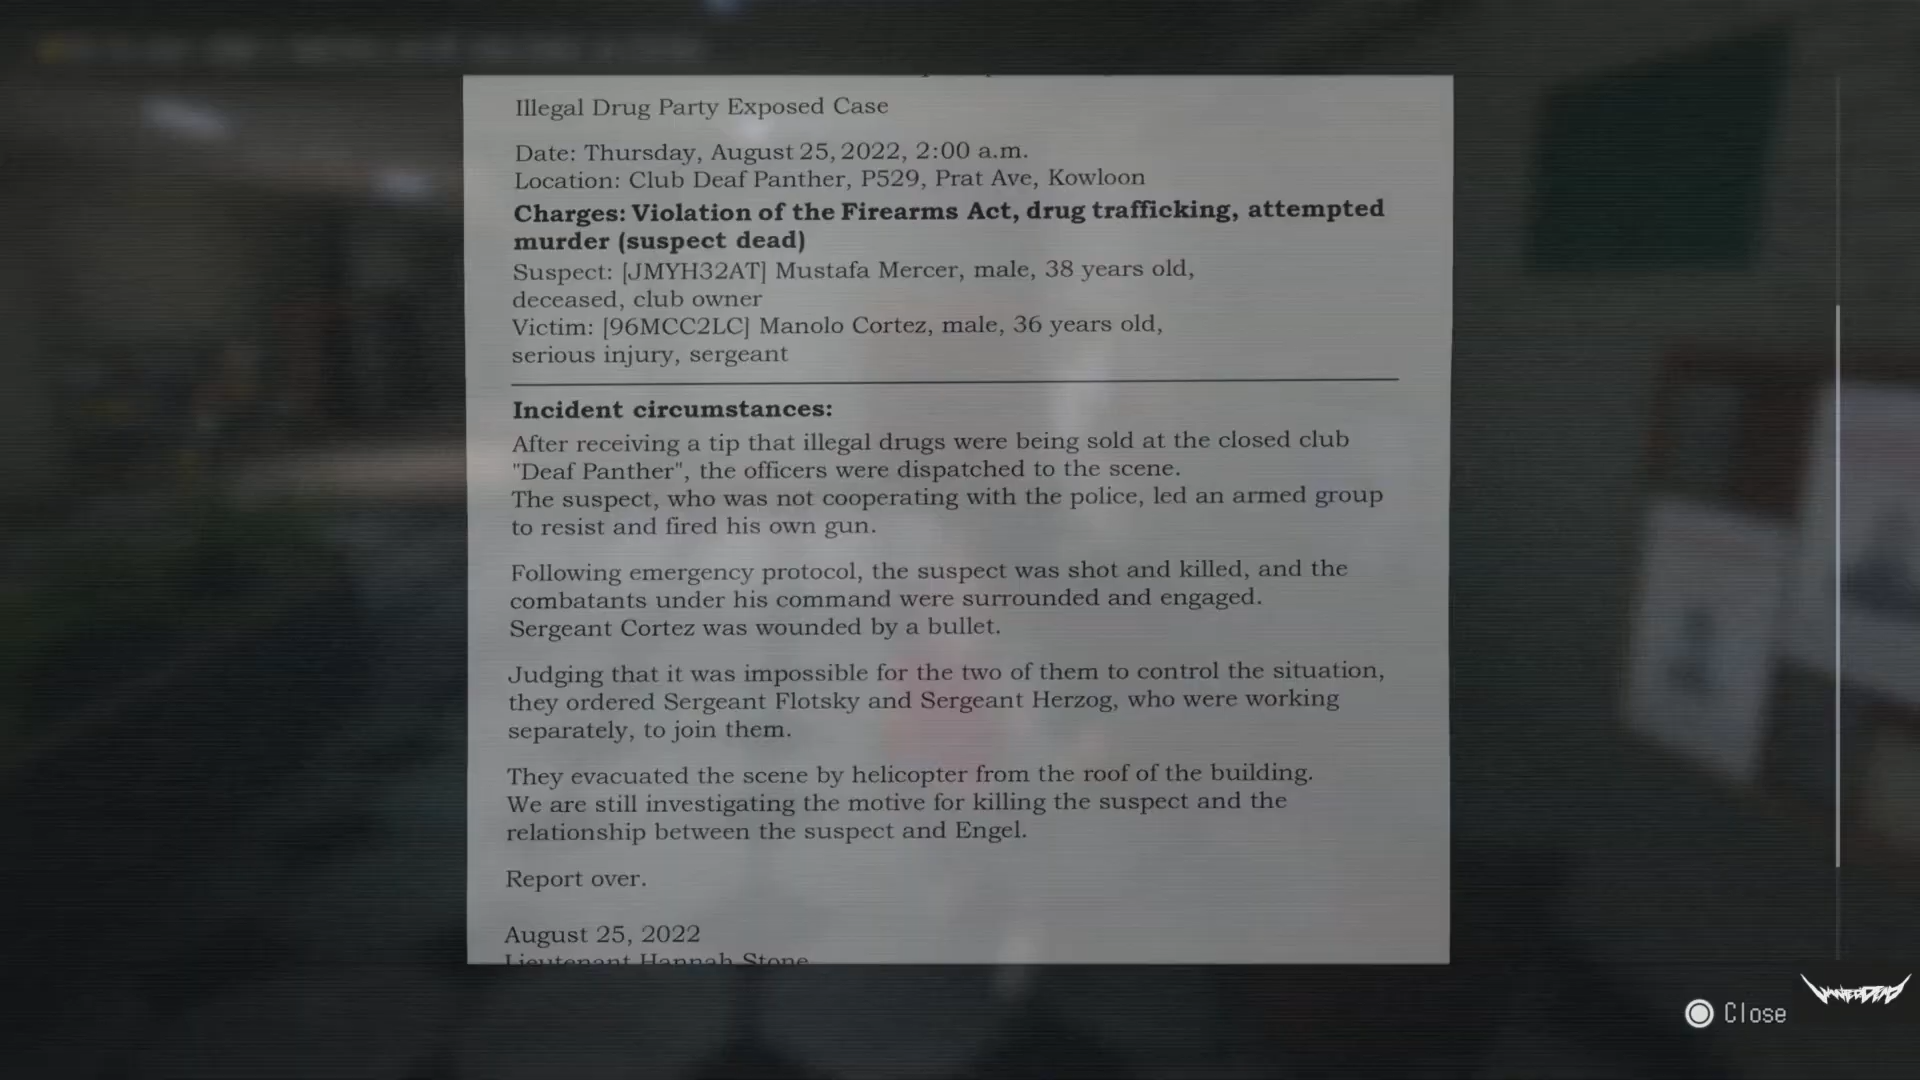 Illegal Drug Party Exposed Case
Date: Thursday, August 25, 2022, 2:00 a.m.
Location: Club Deaf Panther, P529, Prat Ave, Kowloon
Charges: Violation of the Firearms Act, drug trafficking, attempted
murder (suspect dead)
Suspect: [JMYH32AT] Mustafa Mercer, male, 38 years old,
deceased, club owner
Victim: [96MCC2LC] Manolo Cortez, male, 36 years old,
serious injury, sergeant
Incident circumstances:
After receiving a tip that illegal drugs were being sold at the closed club
"Deaf Panther", the officers were dispatched to the scene.
The suspect, who was not cooperating with the police, led an armed group
to resist and fired his own gun.
Following emergency protocol, the suspect was shot and killed, and the
combatants under his command were surrounded and engaged.
Sergeant Cortez was wounded by a bullet.
Judging that it was impossible for the two of them to control the situation,
they ordered Sergeant Flotsky and Sergeant Herzog, who were working
separately, to join them.
They evacuated the scene by helicopter from the roof of the building.
We are still investigating the motive for killing the suspect and the
relationship between the suspect and Engel.
Report over.
August 25, 2022
Lieutenant Hannah Stone
WANTED: DEAD
Close